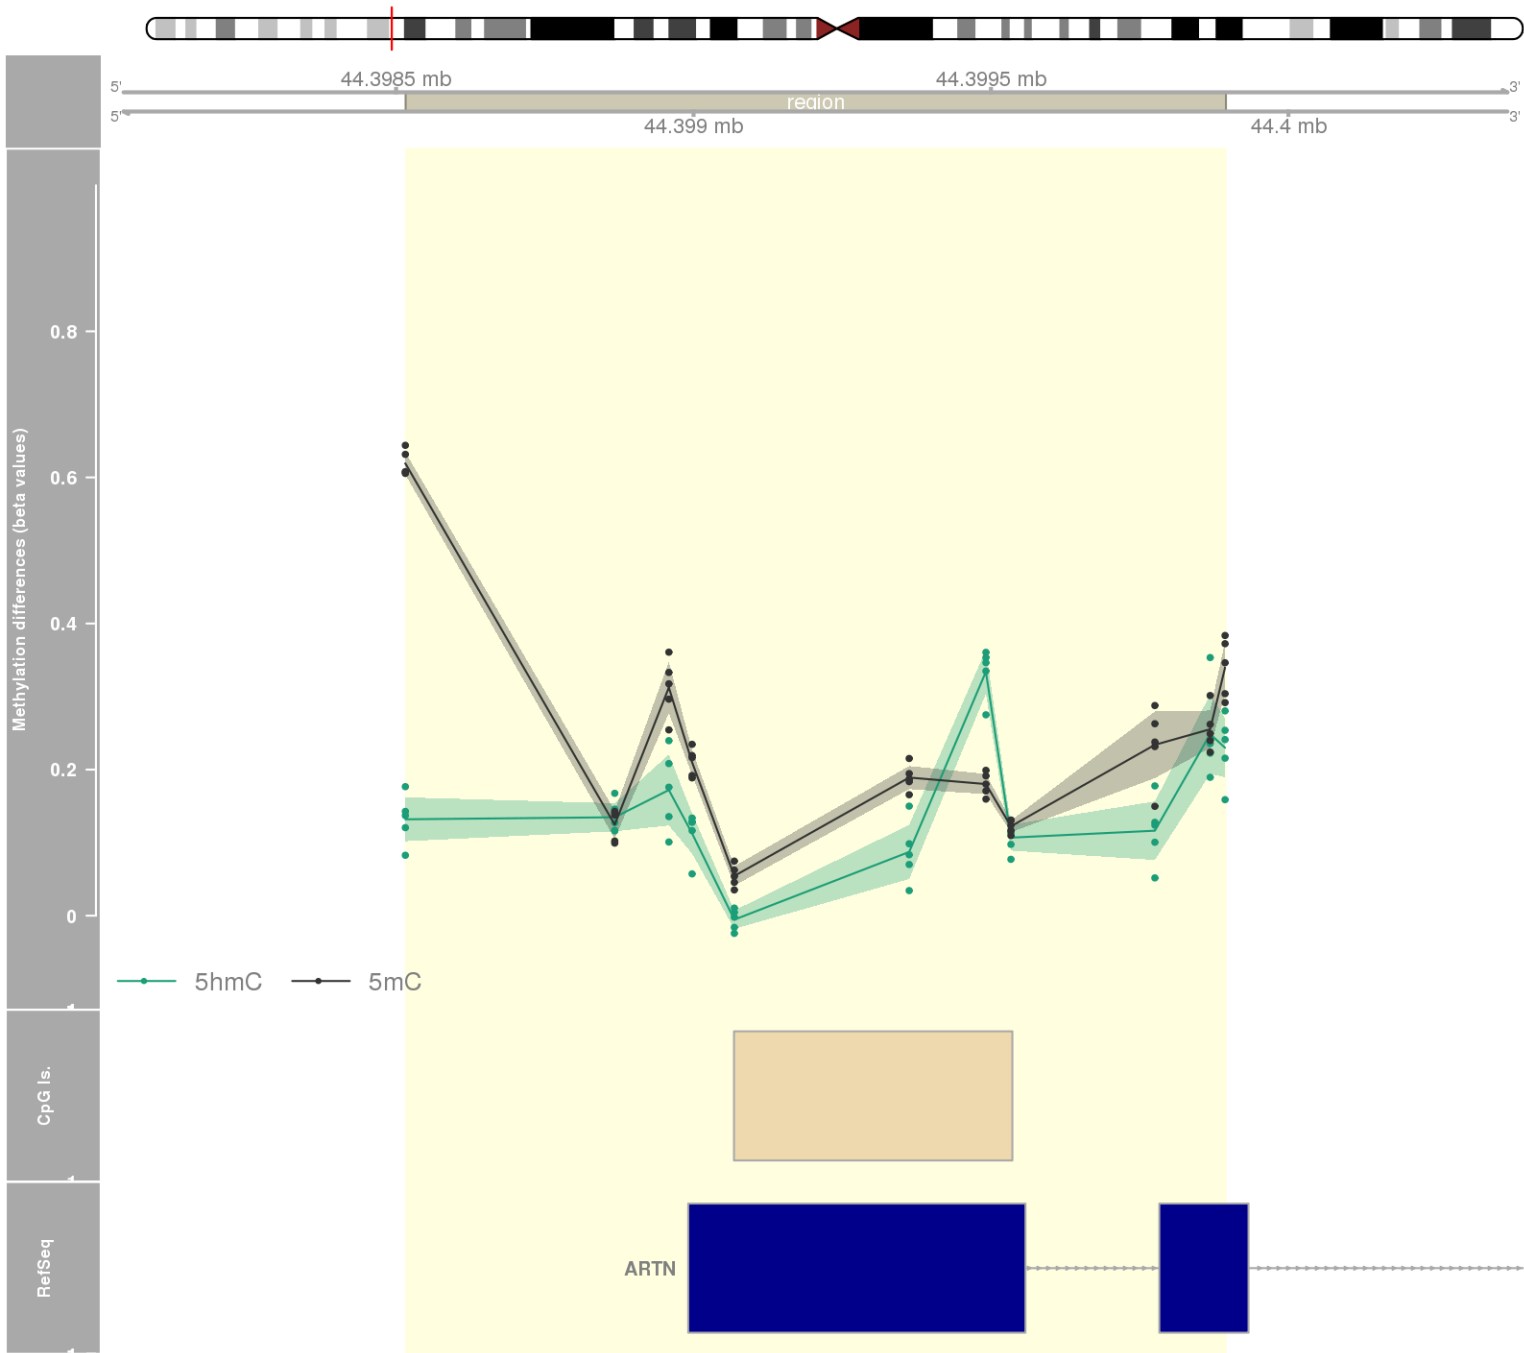 44.3985 mb
44.3995 mb
5'
3'
region
5'
3'
44.399 mb
44.4 mb
Methylation differences (beta values)
0.8
0.6
0.4
0.2
0
5hmC
5mC
CpG Is.
RefSeq
ARTN